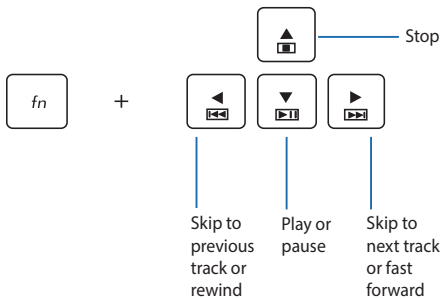 Stop
fn +
Skip to
previous
track or
rewind
Play or
pause
Skip to
next track
or fast
forward